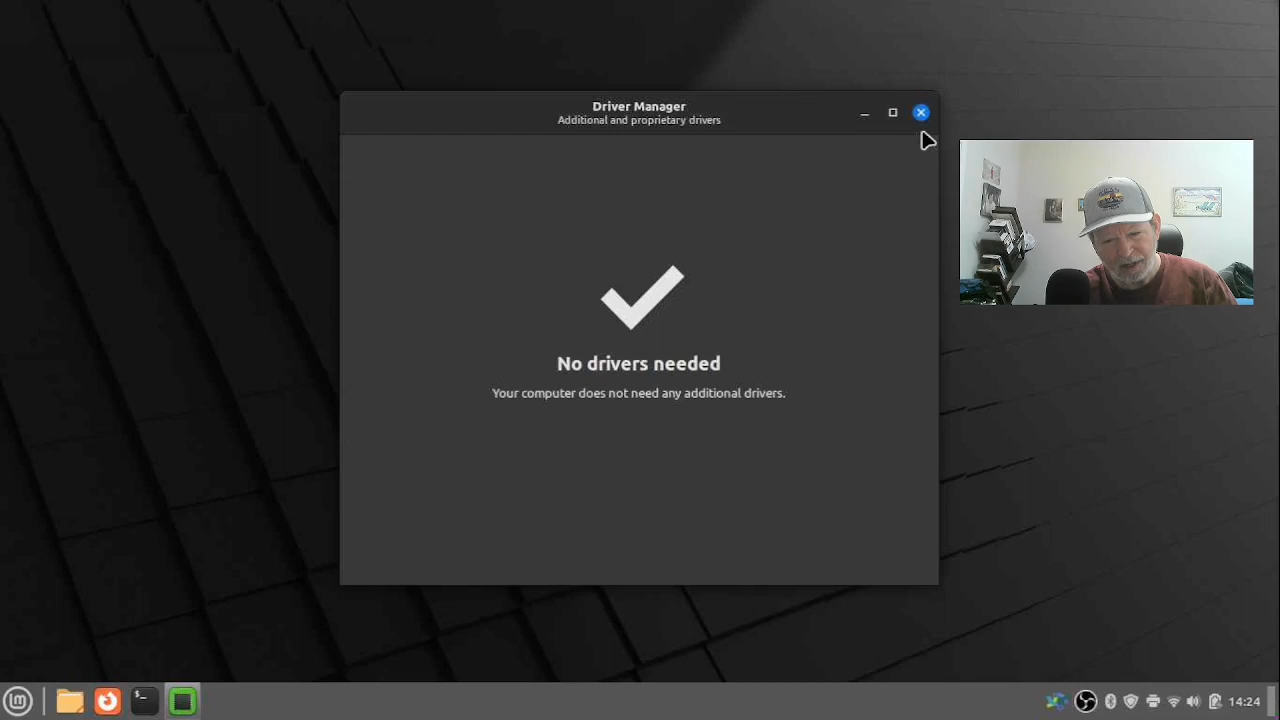 Driver Manager
Additional and proprietary drivers
No drivers needed
Your computer does not need any additional drivers.
$_
14:24